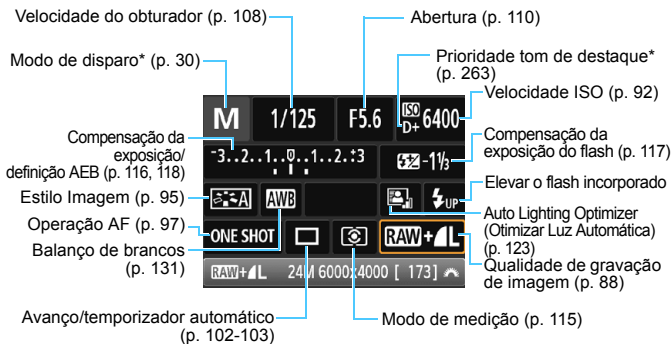 Velocidade do obturador (p. 108)
Abertura (p. 110)
Modo de disparo* (p. 30)
Prioridade tom de destaque*
(p. 263)
Velocidade ISO (p. 92)
M 1/125 F5.6 ISO D+ 6400
Compensação da
exposição/
definição AEB (p. 116, 118)
-3..2..1..0..1..2.:3
-1 1/3
Compensação da
exposição do flash (p. 117)
Estilo Imagem (p. 95)
A AWB
UP
Elevar o flash incorporado
Operação AF (p. 97)
ONE SHOT
RAW+L
Auto Lighting Optimizer
(Otimizar Luz Automática)
(p. 123)
Balanço de brancos
(p. 131)
RAW+L 24M 6000x4000 [ 173]
Qualidade de gravação
de imagem (p. 88)
Avanço/temporizador automático
(p. 102-103)
Modo de medição (p. 115)